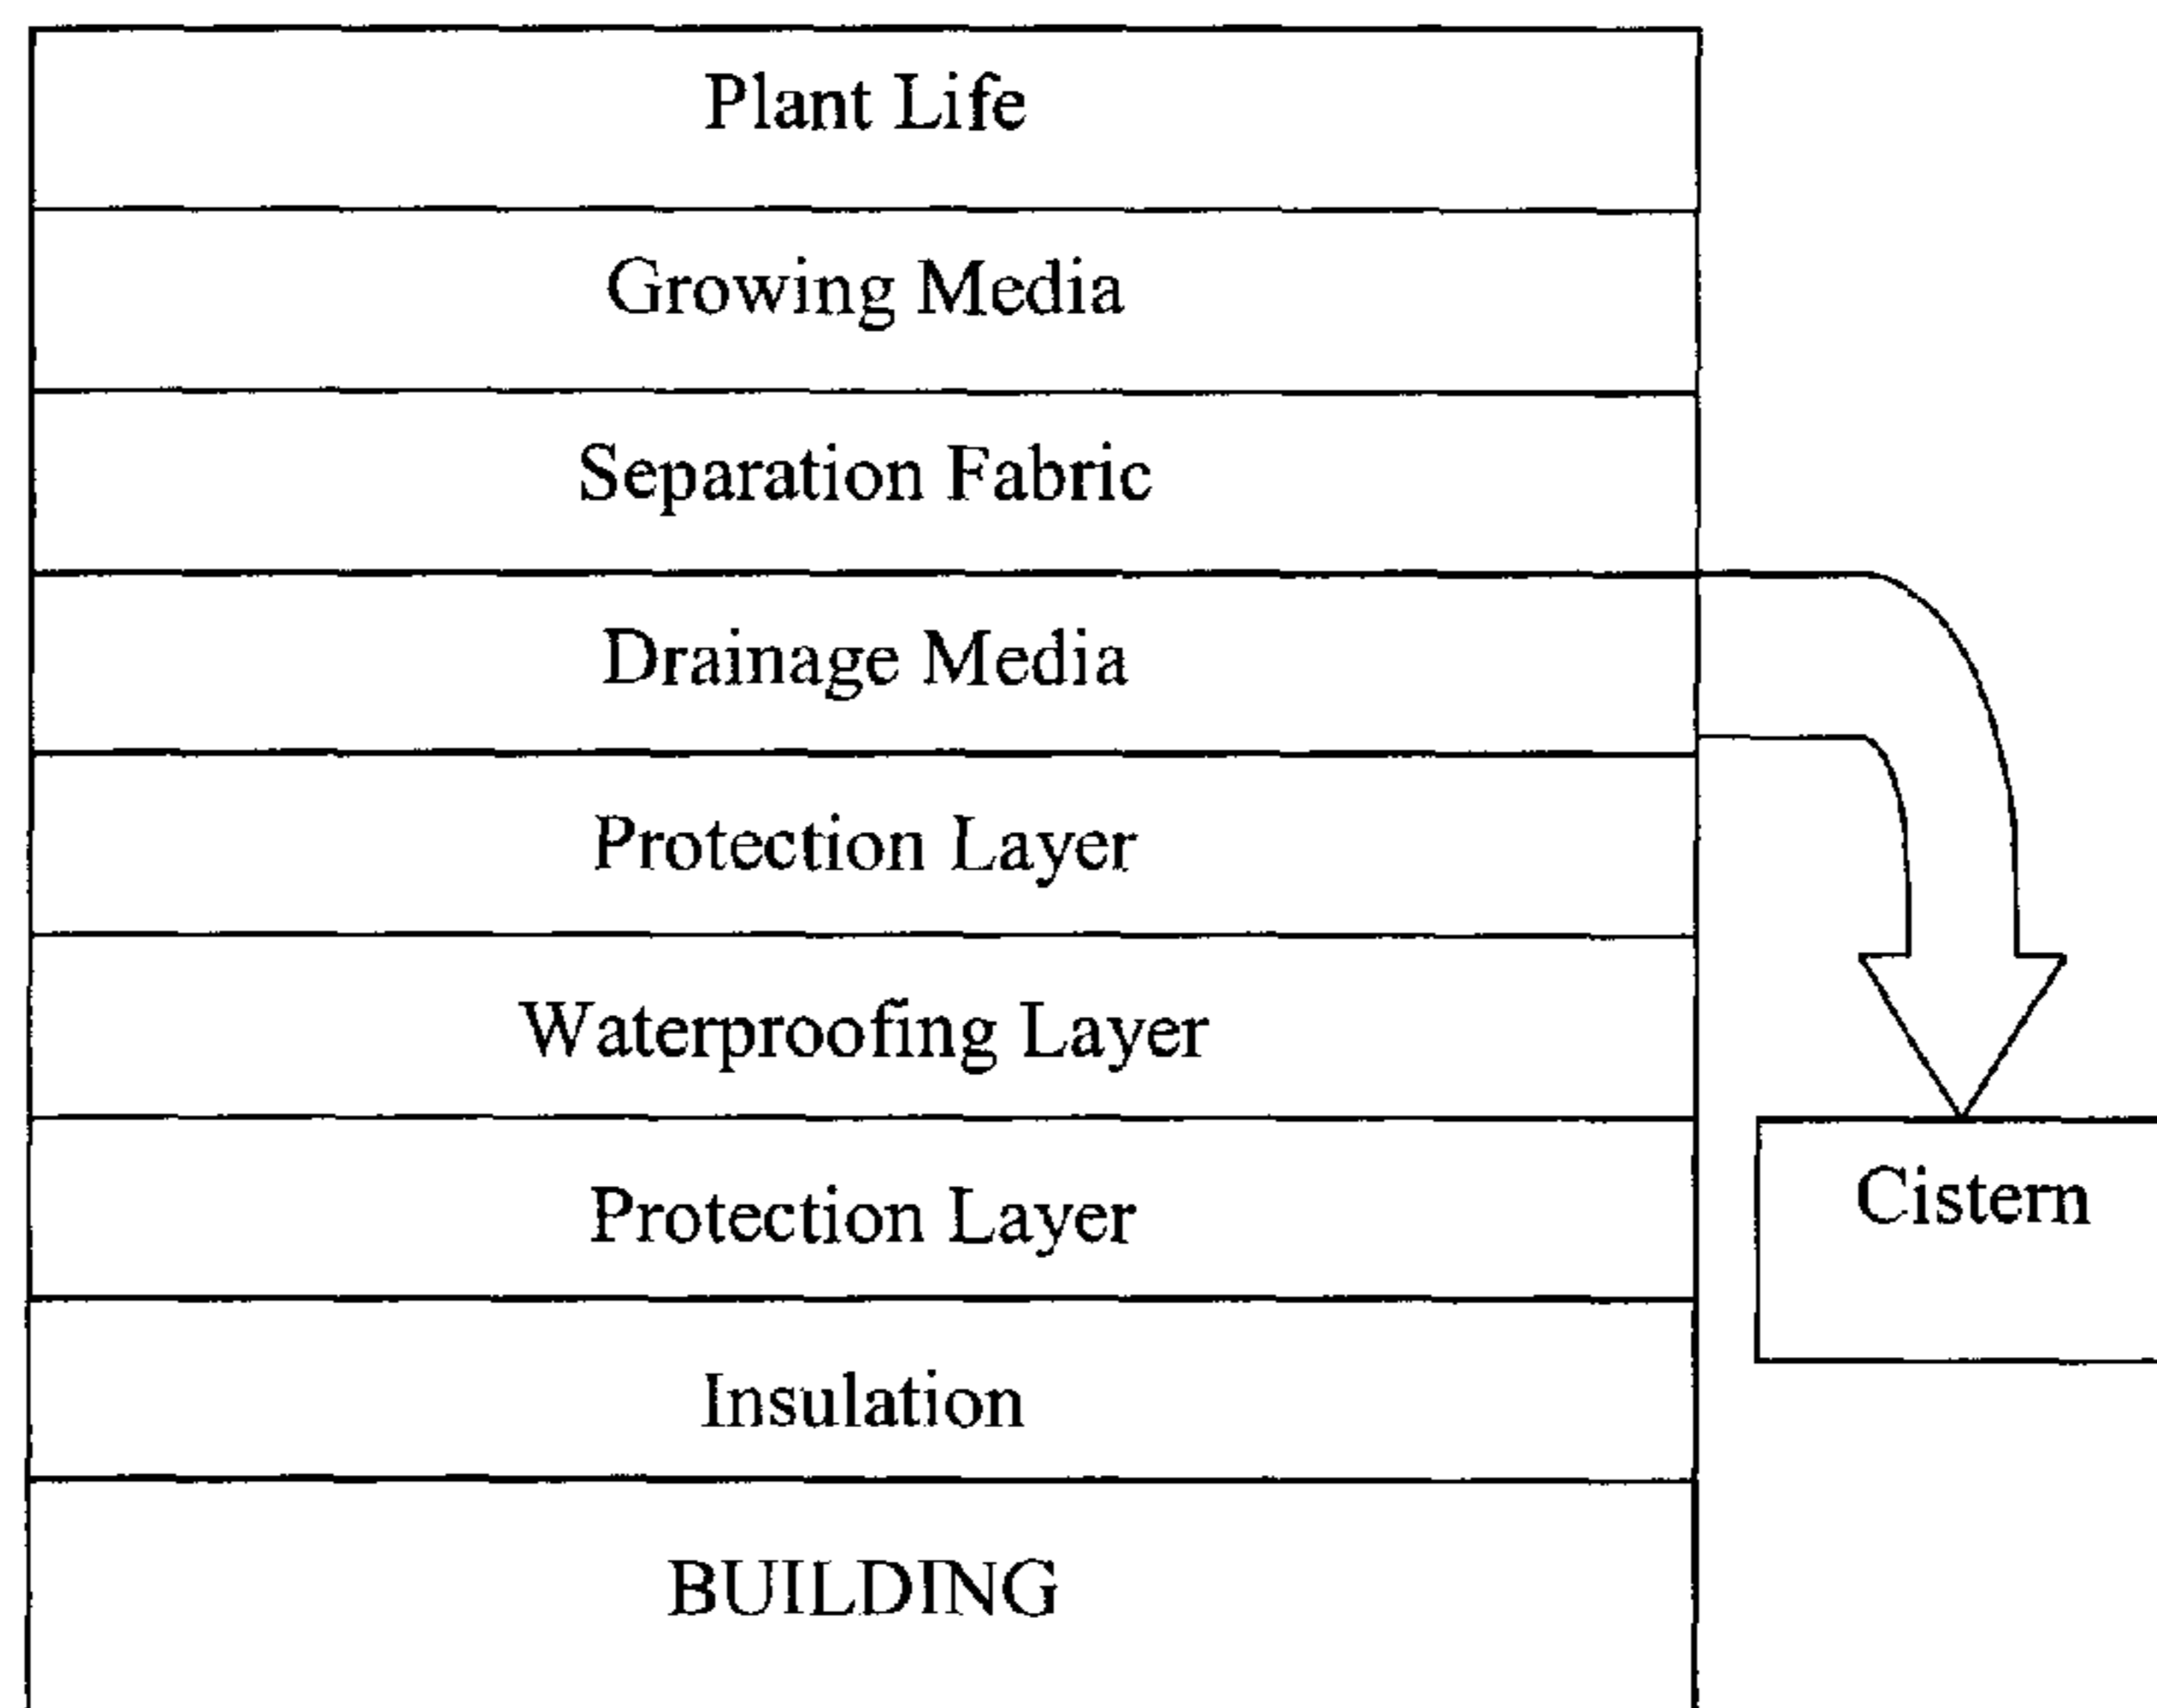 Plant Life
Growing Media
Separation Fabric
Drainage Media
Protection Layer
Waterproofing Layer
Protection Layer
Cistern
Insulation
BUILDING